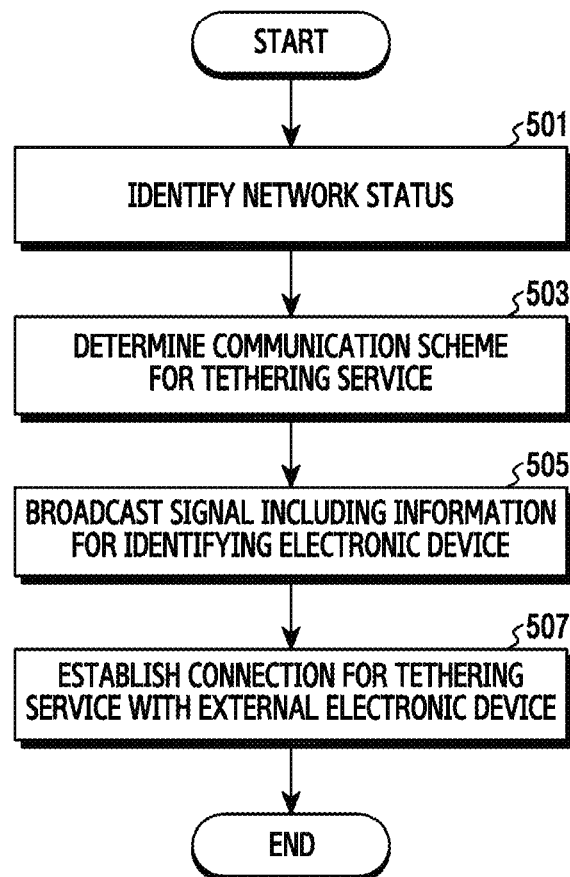 START
501
IDENTIFY NETWORK STATUS
503
DETERMINE COMMUNICATION SCHEME
FOR TETHERING SERVICE
505
BROADCAST SIGNAL INCLUDING INFORMATION
FOR IDENTIFYING ELECTRONIC DEVICE
507
ESTABLISH CONNECTION FOR TETHERING
SERVICE WITH EXTERNAL ELECTRONIC DEVICE
END